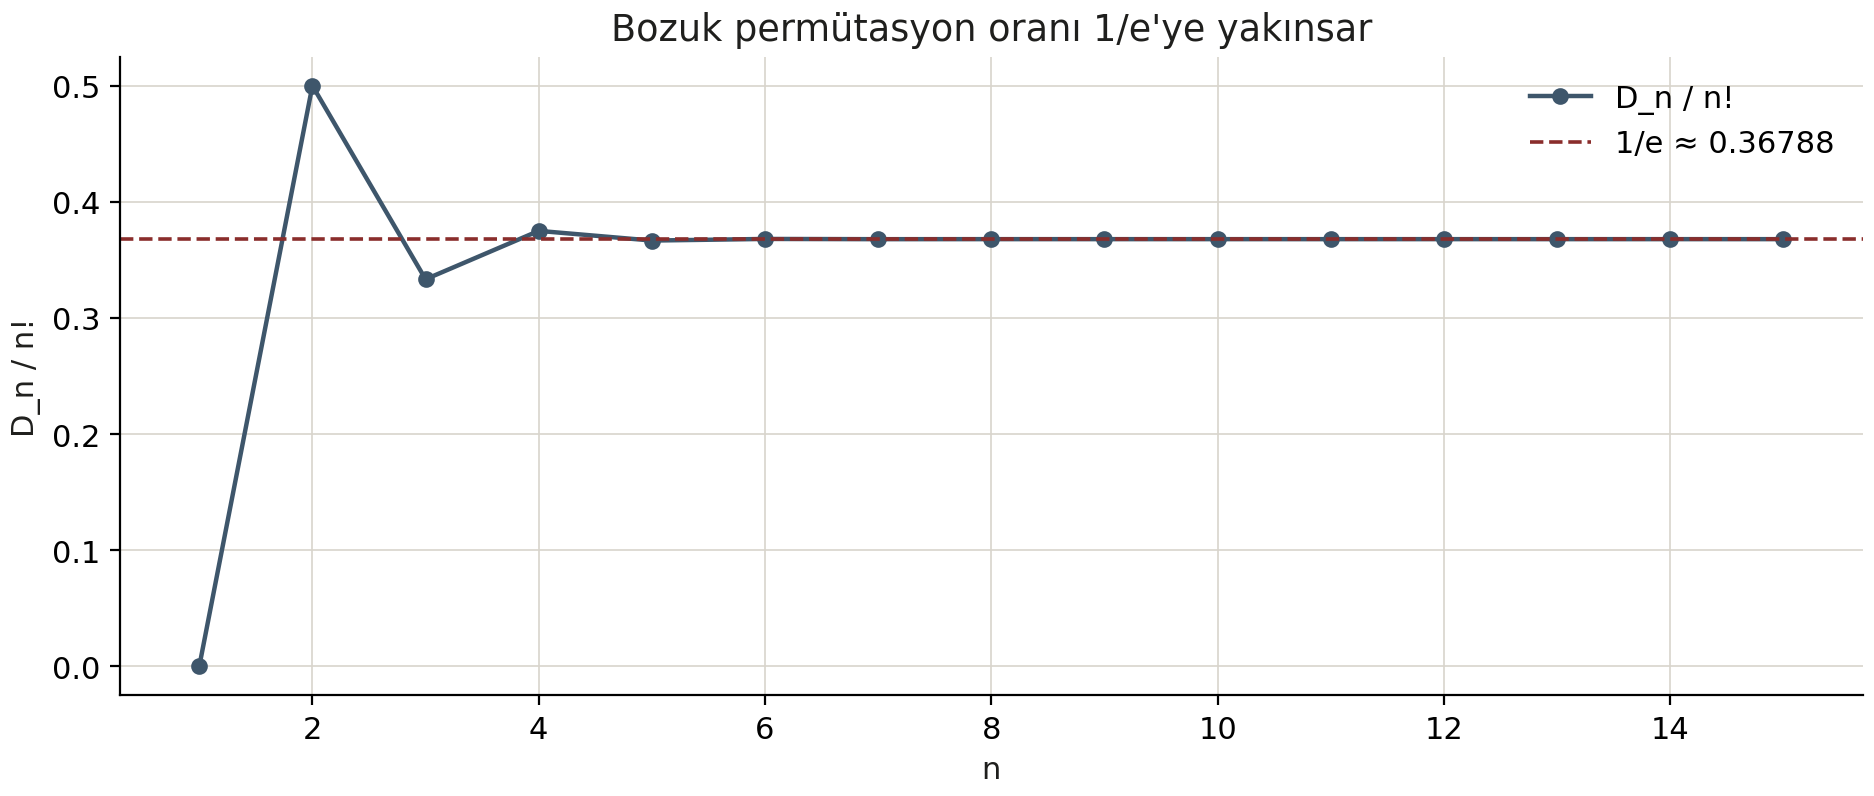 Bozuk permütasyon oranı 1/e'ye yakınsar
D_n / n!
1/e ≈ 0.36788
D_n / n!
0.5
0.4
0.3
0.2
0.1
0.0
2 4 6 8 10 12 14
n